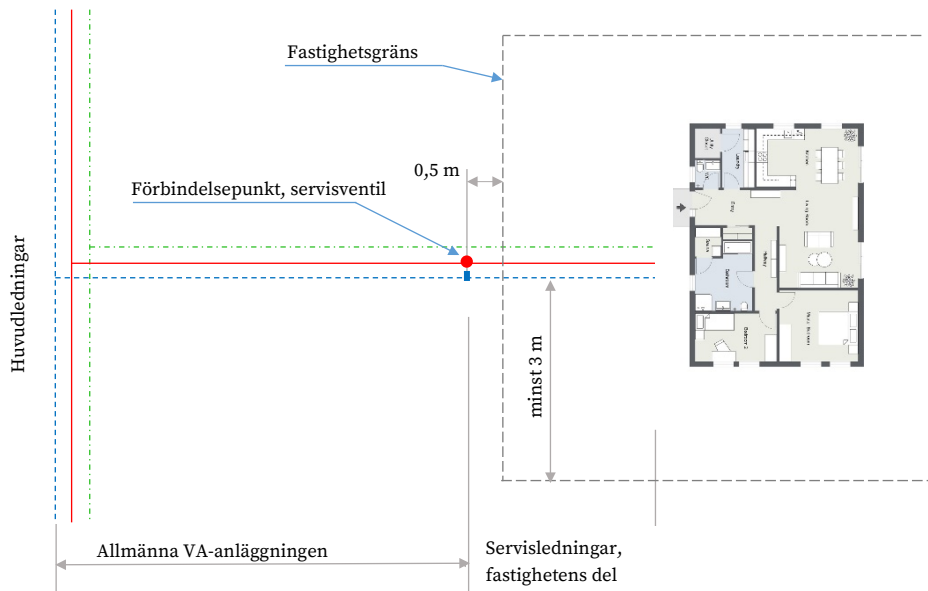 Fastighetsgräns
0,5 m
Förbindelsepunkt, servisventil
Huvudledningar
minst 3 m
Allmänna VA-anläggningen
Servisledningar,
fastighetens del